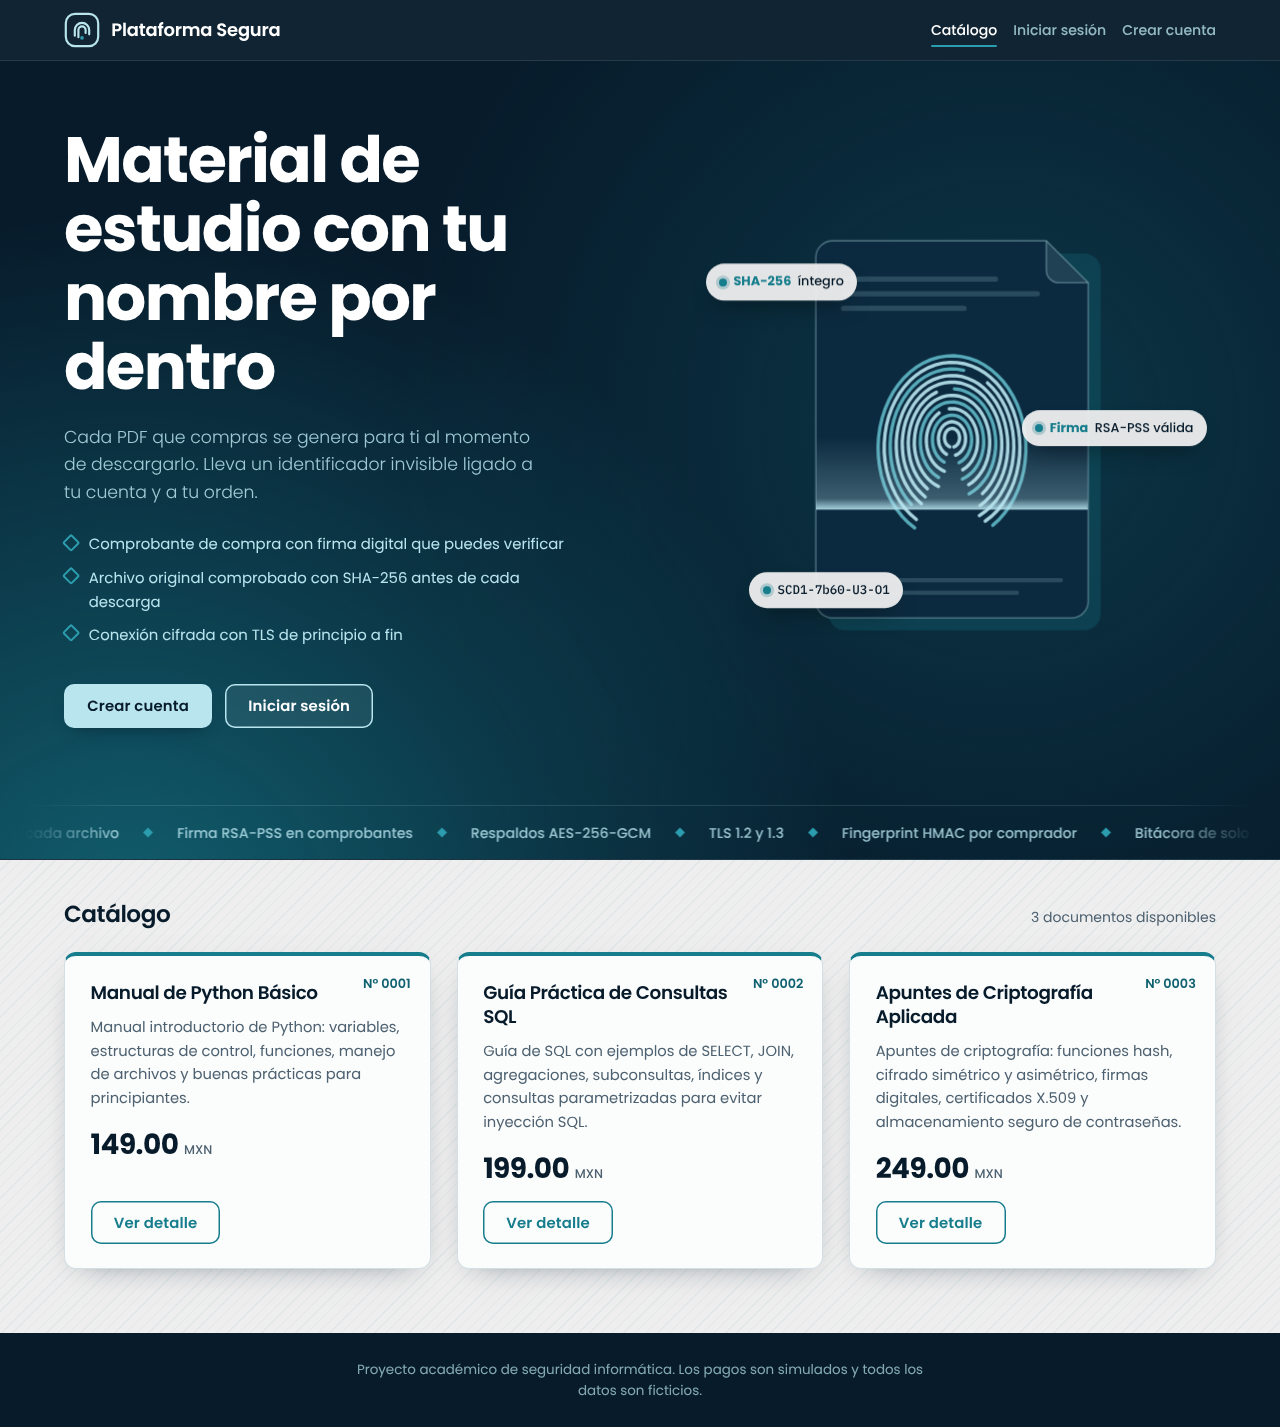 Plataforma Segura
Catálogo Iniciar sesión Crear cuenta
Material de
estudio con tu
nombre por
dentro
Cada PDF que compras se genera para ti al momento
de descargarlo. Lleva un identificador invisible ligado a
tu cuenta y a tu orden.
Comprobante de compra con firma digital que puedes verificar
Archivo original comprobado con SHA-256 antes de cada
descarga
Conexión cifrada con TLS de principio a fin
Crear cuenta Iniciar sesión
SHA-256 íntegro
Firma RSA-PSS válida
SCD1-7b60-U3-O1
cada archivo ◆ Firma RSA-PSS en comprobantes ◆ Respaldos AES-256-GCM ◆ TLS 1.2 y 1.3 ◆ Fingerprint HMAC por comprador ◆ Bitácora de solo
Catálogo
3 documentos disponibles
Manual de Python Básico
Nº 0001
Manual introductorio de Python: variables,
estructuras de control, funciones, manejo
de archivos y buenas prácticas para
principiantes.
149.00 MXN
Ver detalle
Guía Práctica de Consultas
SQL
Nº 0002
Guía de SQL con ejemplos de SELECT, JOIN,
agregaciones, subconsultas, índices y
consultas parametrizadas para evitar
inyección SQL.
199.00 MXN
Ver detalle
Apuntes de Criptografía
Aplicada
Nº 0003
Apuntes de criptografía: funciones hash,
cifrado simétrico y asimétrico, firmas
digitales, certificados X.509 y
almacenamiento seguro de contraseñas.
249.00 MXN
Ver detalle
Proyecto académico de seguridad informática. Los pagos son simulados y todos los
datos son ficticios.